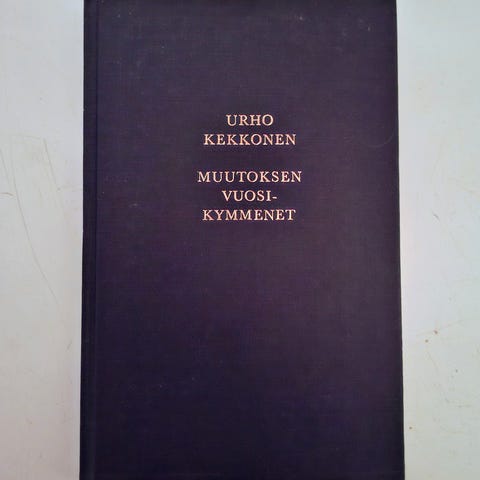 URHO
KEKKONEN
MUUTOKSEN
VUOSI-
KYMMENET